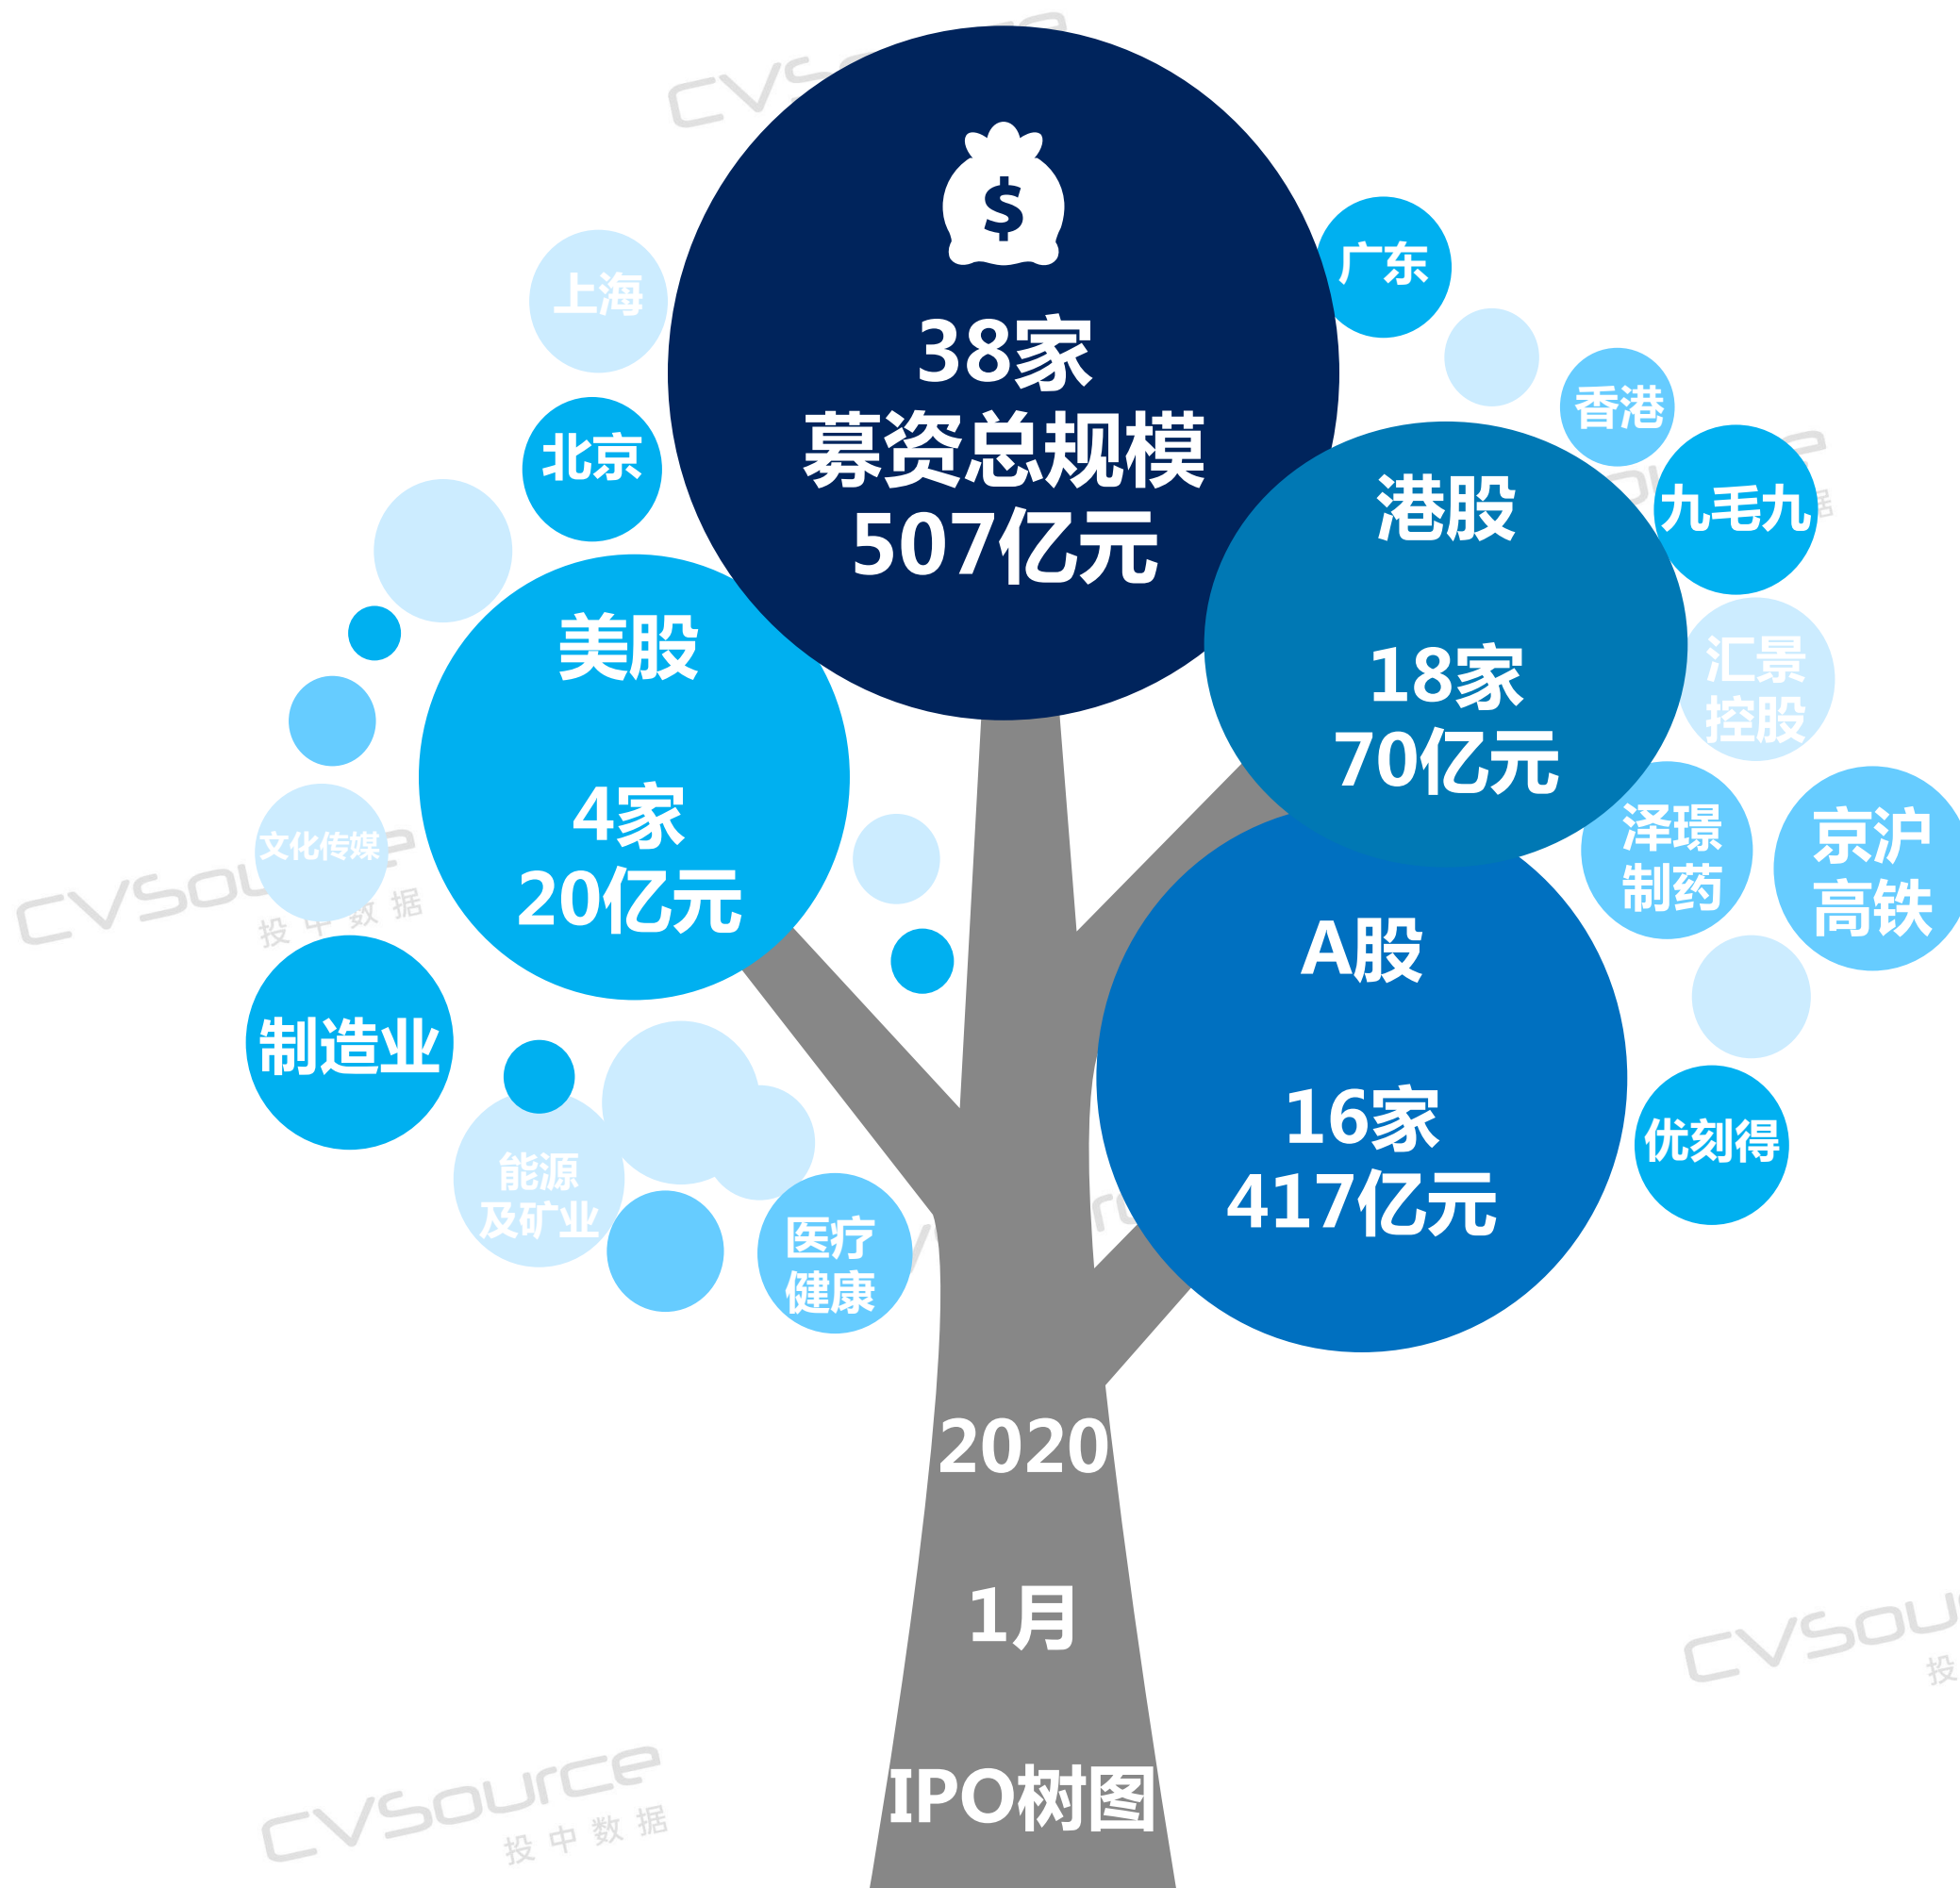 38家
募资总规模
507亿元
上海
北京
广东
香港
港股
18家
70亿元
九毛九
汇景
控股
泽璟
制药
京沪
高铁
优刻得
美股
4家
20亿元
A股
16家
417亿元
文化传媒
制造业
能源
及矿业
医疗
健康
2020
1月
IPO树图
CVSource
投中数据
CVSource
投中数据